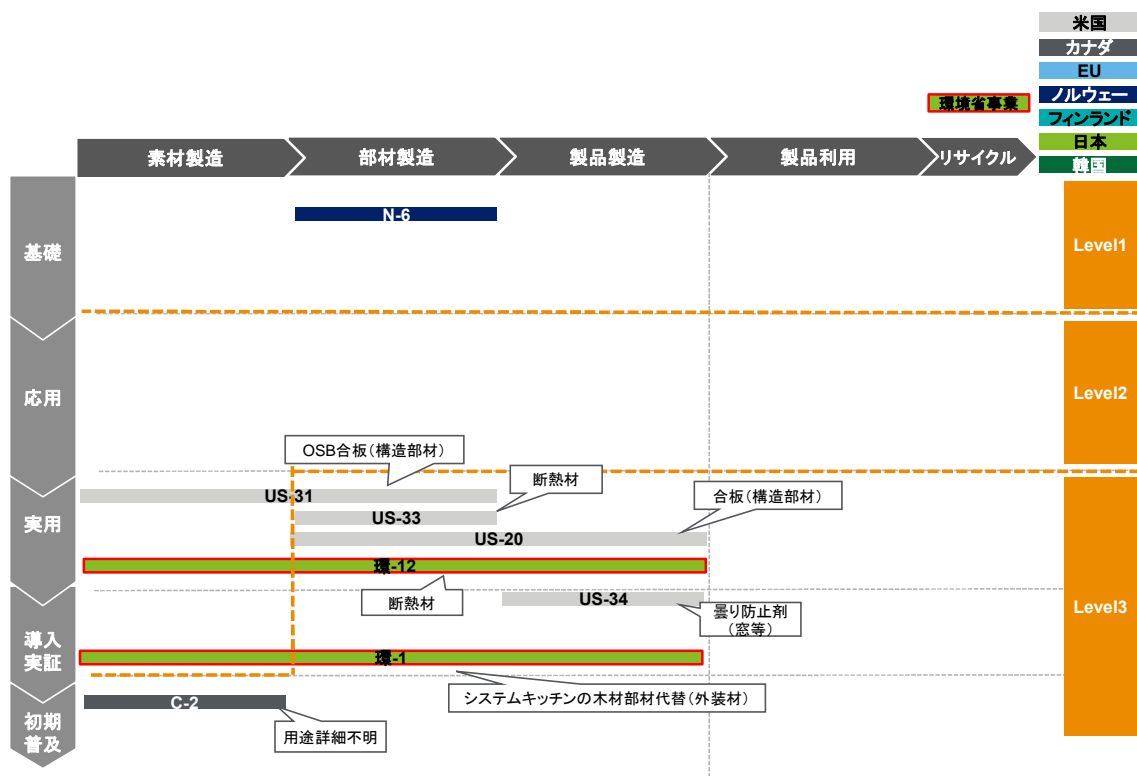 米国
カナダ
EU
環境省事業
ノルウェー
フィンランド
日本
韓国
素材製造
部材製造
製品製造
製品利用
リサイクル
基礎
N-6
Level1
応用
Level2
OSB合板(構造部材)
断熱材
合板(構造部材)
実用
US-31
US-33
US-20
環-12
断熱材
US-34
曇り防止剤
(窓等)
Level3
導入
実証
環-1
システムキッチンの木材部材代替(外装材)
初期
普及
C-2
用途詳細不明